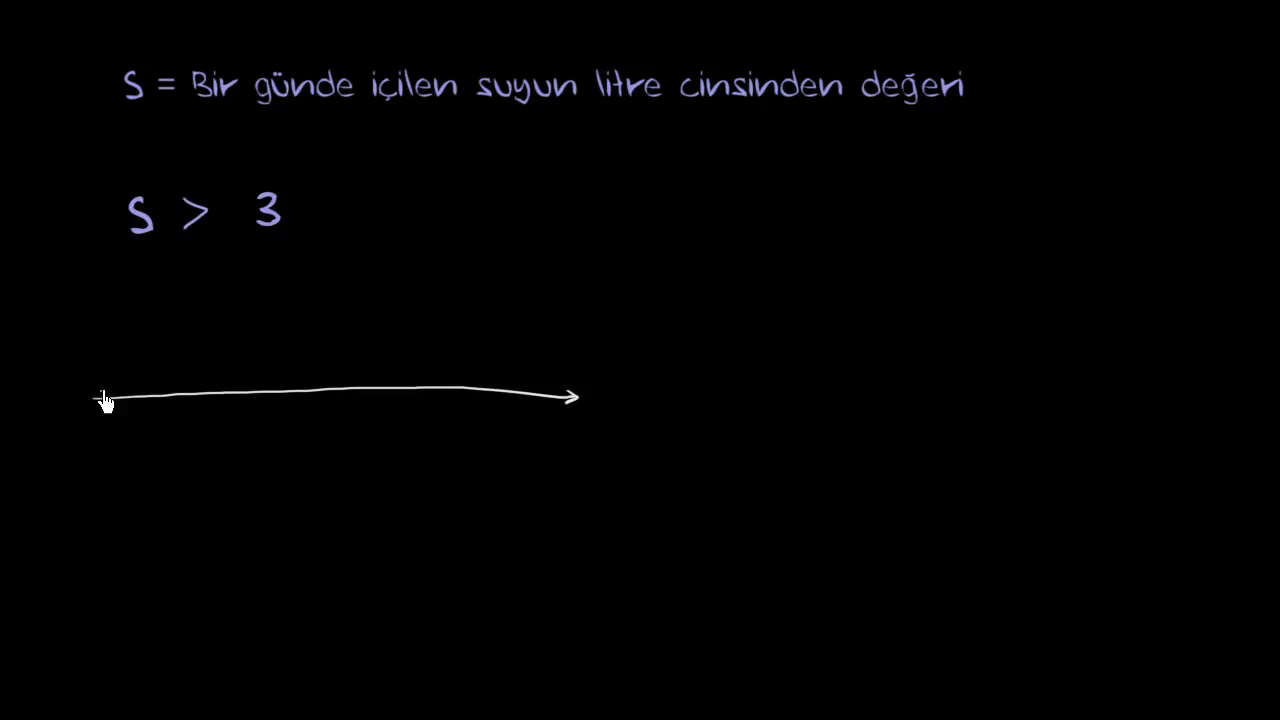 S = Bir günde içilen suyun litre cinsinden değeri
S > 3